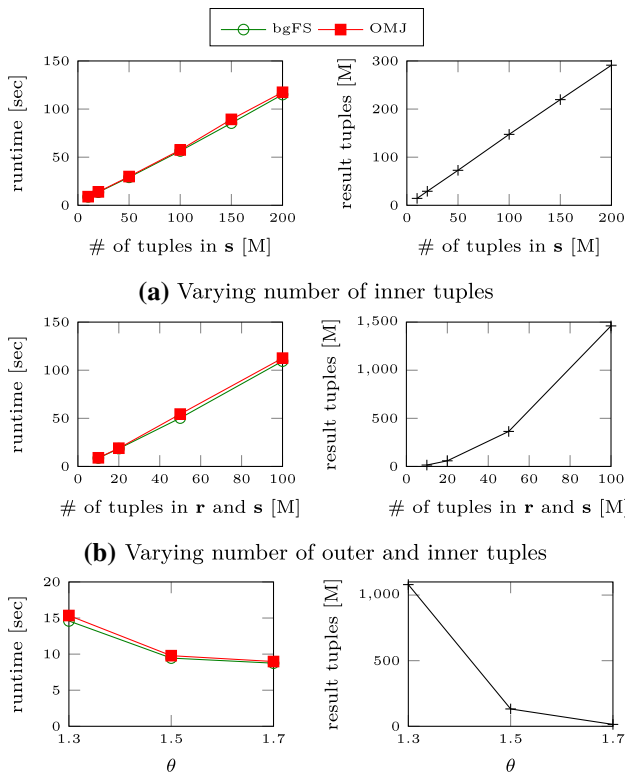 bgFS OMJ
runtime [sec]
150
100
50
0
0 50 100 150 200
# of tuples in s [M]
result tuples [M]
300
200
100
0
0 50 100 150 200
# of tuples in s [M]
(a) Varying number of inner tuples
runtime [sec]
150
100
50
0
0 20 40 60 80 100
# of tuples in r and s [M]
result tuples [M]
1,500
1,000
500
0
0 20 40 60 80 100
# of tuples in r and s [M]
(b) Varying number of outer and inner tuples
runtime [sec]
20
15
10
5
0
1.3 1.5 1.7
θ
result tuples [M]
1,000
500
0
1.3 1.5 1.7
θ